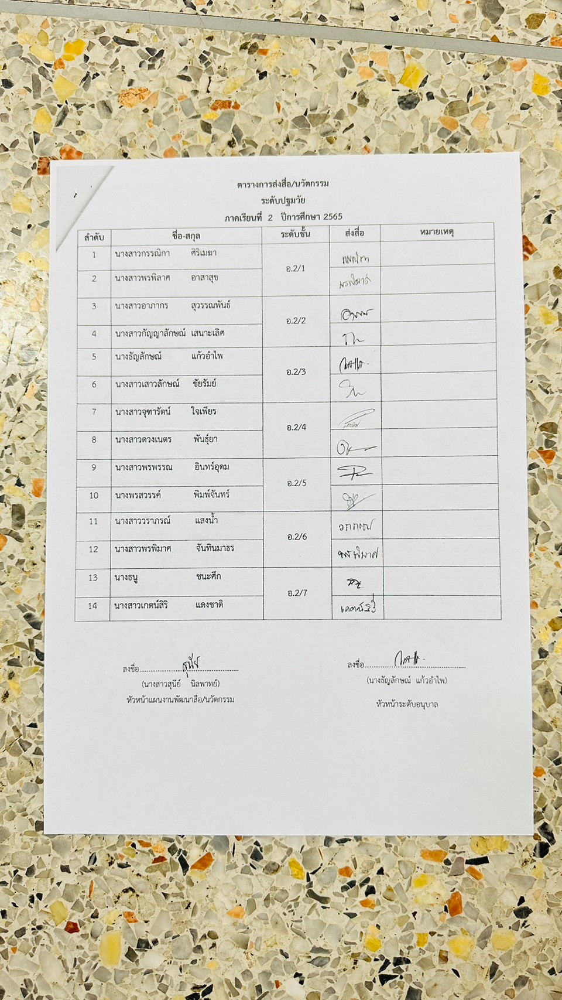 ตารางการส่งสื่อ/นวัตกรรม
ระดับปฐมวัย
ภาคเรียนที่ 2 ปีการศึกษา 2565
ลำดับ ชื่อ-สกุล ระดับชั้น ส่งสื่อ หมายเหตุ
1 นางสาวกรรณิกา ศิริเมฆา อ.2/1
2 นางสาวพรพิลาศ อาสาสุข
3 นางสาวอาภากร สุวรรณพันธ์ อ.2/2
4 นางสาวกัญญาลักษณ์ เสนาะเลิศ
5 นางธัญลักษณ์ แก้วอำไพ อ.2/3
6 นางสาวเสาวลักษณ์ ชัยรัมย์
7 นางสาวจุฑารัตน์ ใจเพียร อ.2/4
8 นางสาวดวงเนตร พันธุ์ยา
9 นางสาวพรพรรณ อินทร์อุดม อ.2/5
10 นางพรสวรรค์ พิมพ์จันทร์
11 นางสาววราภรณ์ แสงน้ำ อ.2/6
12 นางสาวพรพิมาศ จันทินมาธร พรพิมาศ
13 นางธนู ชนะศึก อ.2/7
14 นางสาวเกตน์สิริ แดงชาติ เกตน์สิริ
ลงชื่อ สุนีย์ ลงชื่อ
(นางสาวสุนีย์ นิลพาทย์) (นางธัญลักษณ์ แก้วอำไพ)
หัวหน้าแผนงานพัฒนาสื่อ/นวัตกรรม หัวหน้าระดับอนุบาล